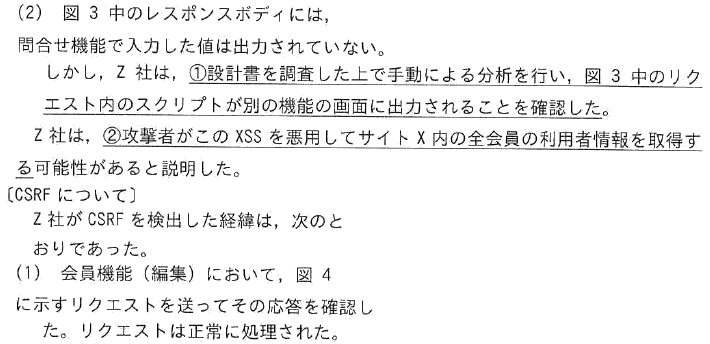 (2) 図 3 中のレスポンスボディには,
問合せ機能で入力した値は出力されていない。
しかし, Z 社は, ①設計書を調査した上で手動による分析を行い, 図 3 中のリク
エスト内のスクリプトが別の機能の画面に出力されることを確認した。
Z 社は, ②攻撃者がこの XSS を悪用してサイト X 内の全会員の利用者情報を取得す
る可能性があると説明した。
〔CSRF について〕
Z 社が CSRF を検出した経緯は, 次のと
おりであった。
(1) 会員機能（編集）において, 図 4
に示すリクエストを送ってその応答を確認し
た。リクエストは正常に処理された。